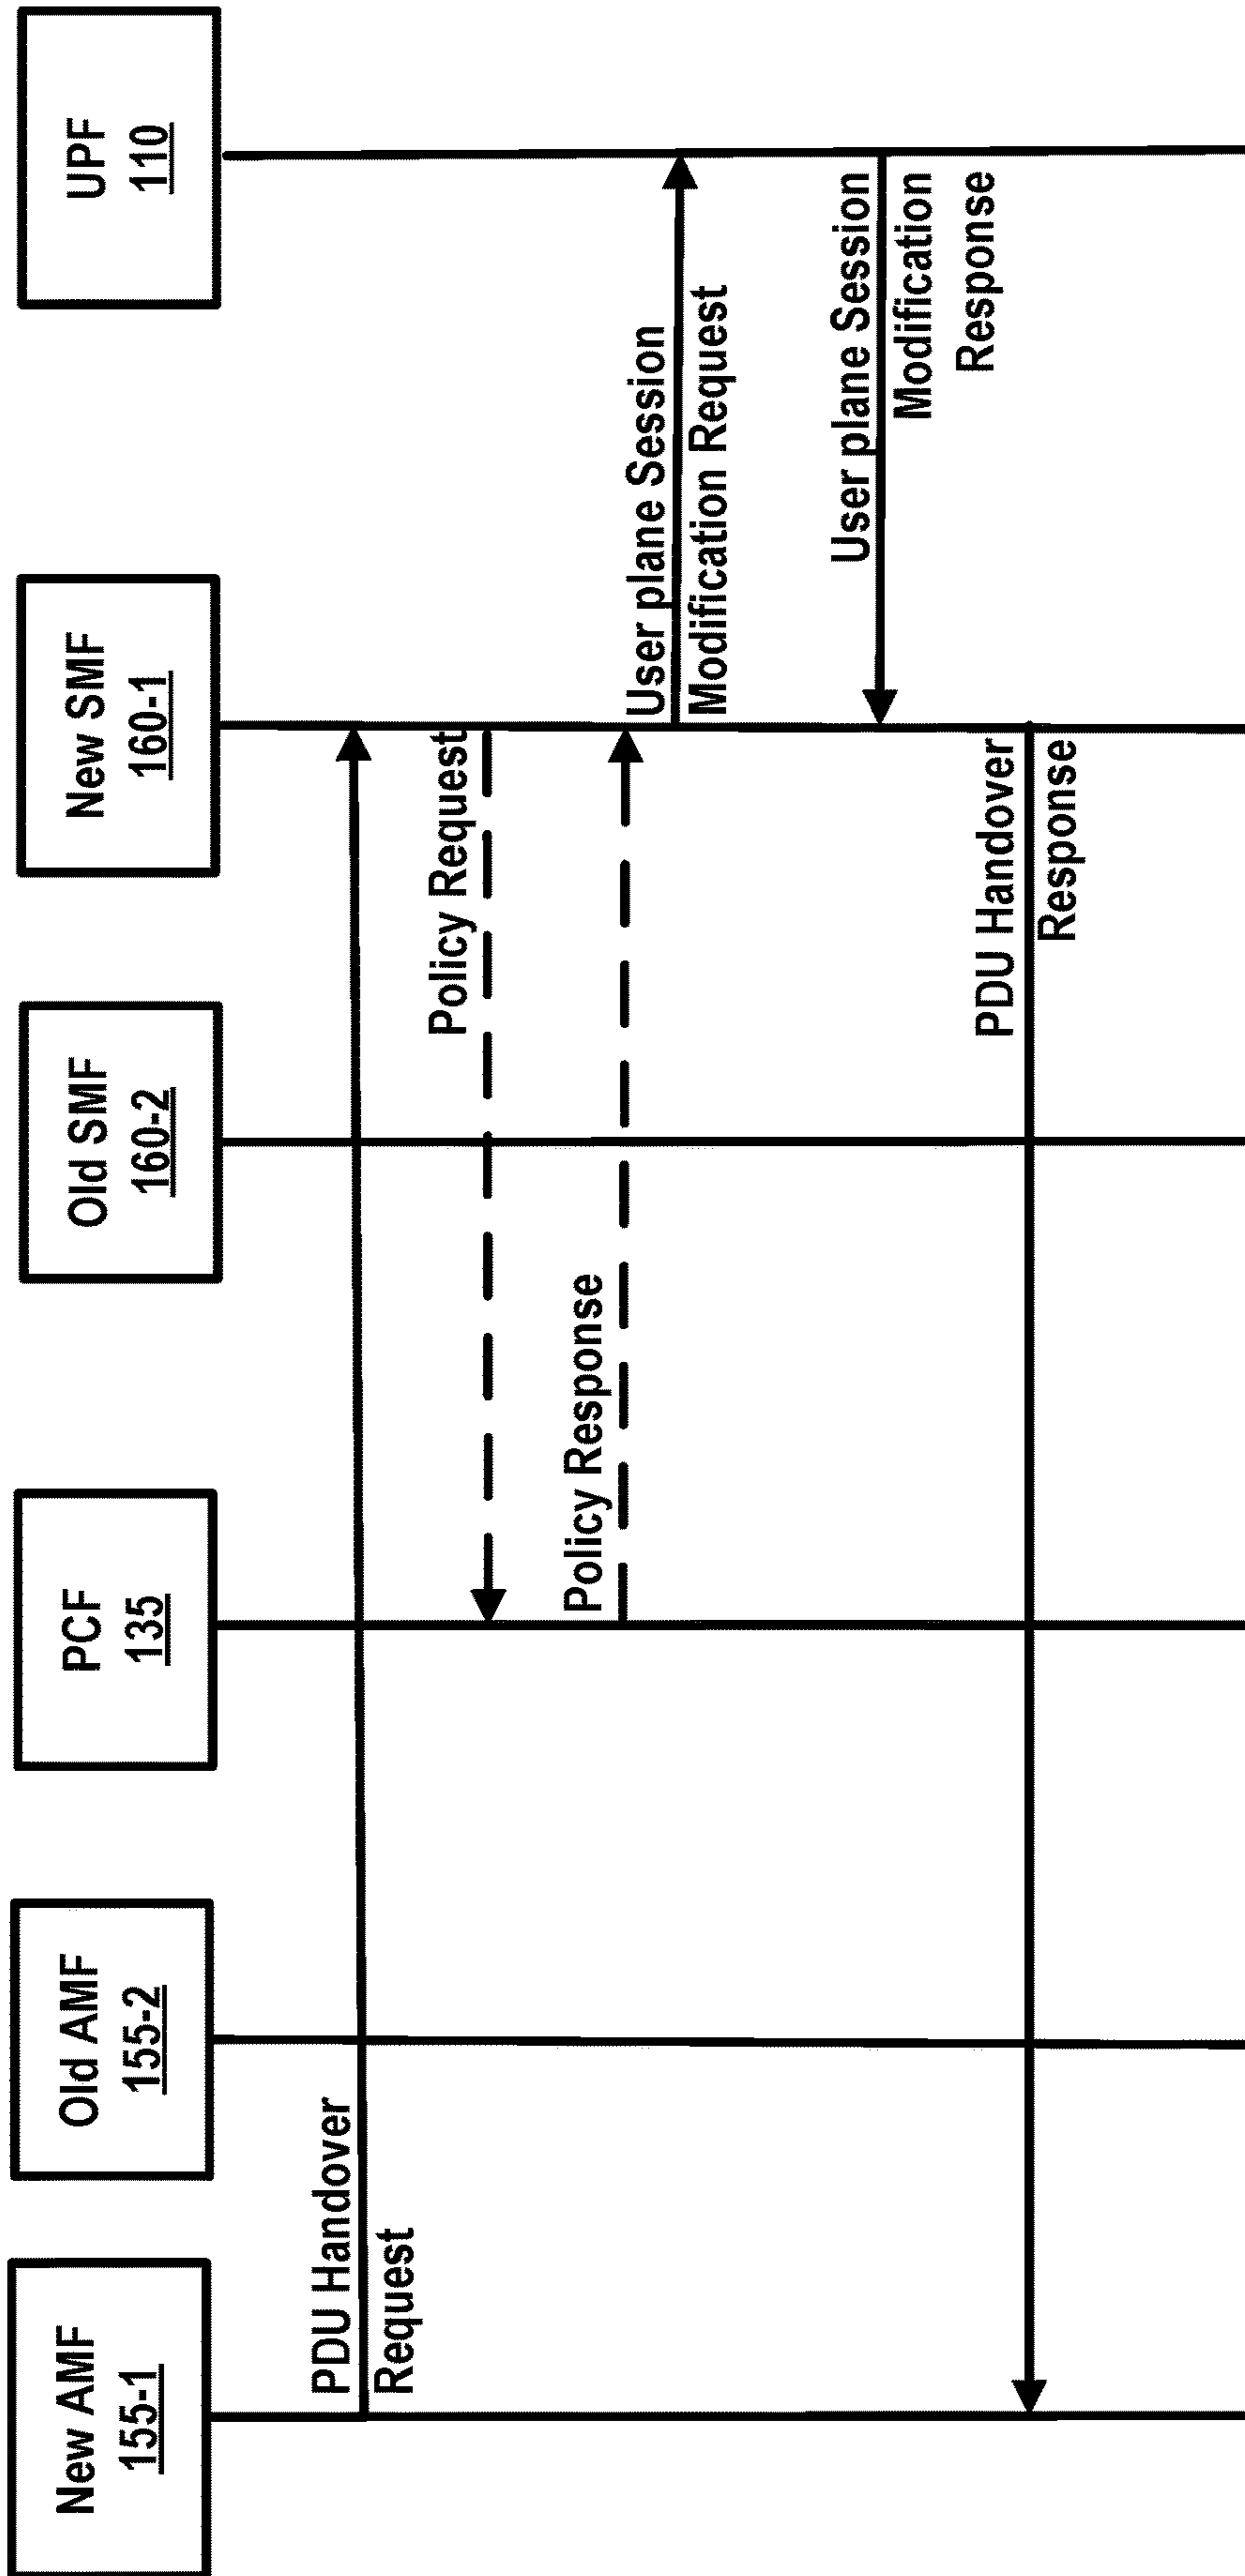 New AMF
155-1
Old AMF
155-2
PCF
135
Old SMF
160-2
New SMF
160-1
UPF
110
PDU Handover
Request
Policy Request
Policy Response
User plane Session
Modification Request
User plane Session
Modification
Response
PDU Handover
Response